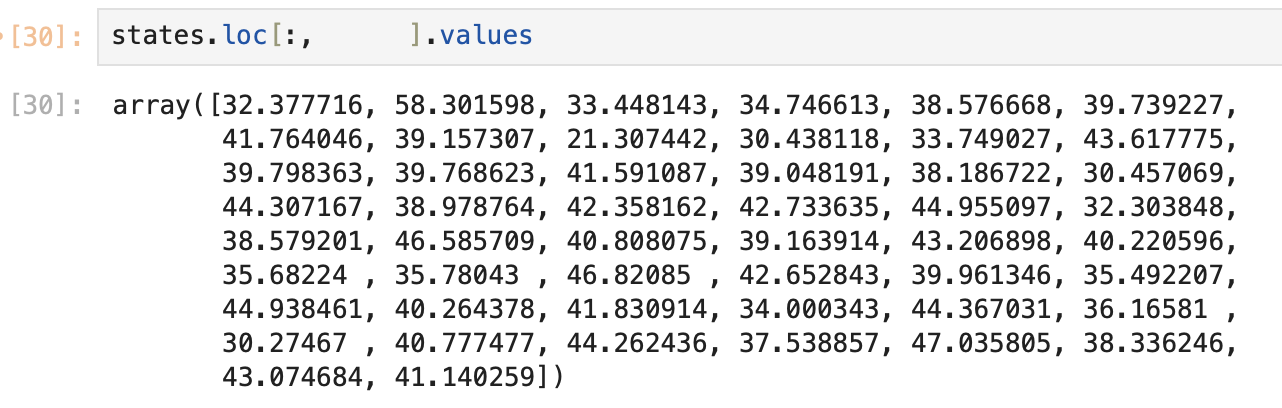 [30]: states.loc[:,      ].values
[30]: array([32.377716, 58.301598, 33.448143, 34.746613, 38.576668, 39.739227,
       41.764046, 39.157307, 21.307442, 30.438118, 33.749027, 43.617775,
       39.798363, 39.768623, 41.591087, 39.048191, 38.186722, 30.457069,
       44.307167, 38.978764, 42.358162, 42.733635, 44.955097, 32.303848,
       38.579201, 46.585709, 40.808075, 39.163914, 43.206898, 40.220596,
       35.68224 , 35.78043 , 46.82085 , 42.652843, 39.961346, 35.492207,
       44.938461, 40.264378, 41.830914, 34.000343, 44.367031, 36.16581 ,
       30.27467 , 40.777477, 44.262436, 37.538857, 47.035805, 38.336246,
       43.074684, 41.140259])